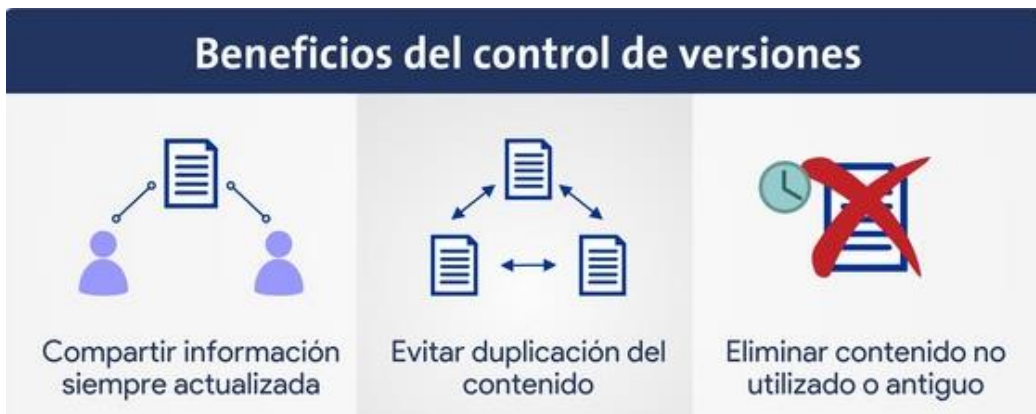 Beneficios del control de versiones
Compartir información
siempre actualizada
Evitar duplicación del
contenido
Eliminar contenido no
utilizado o antiguo